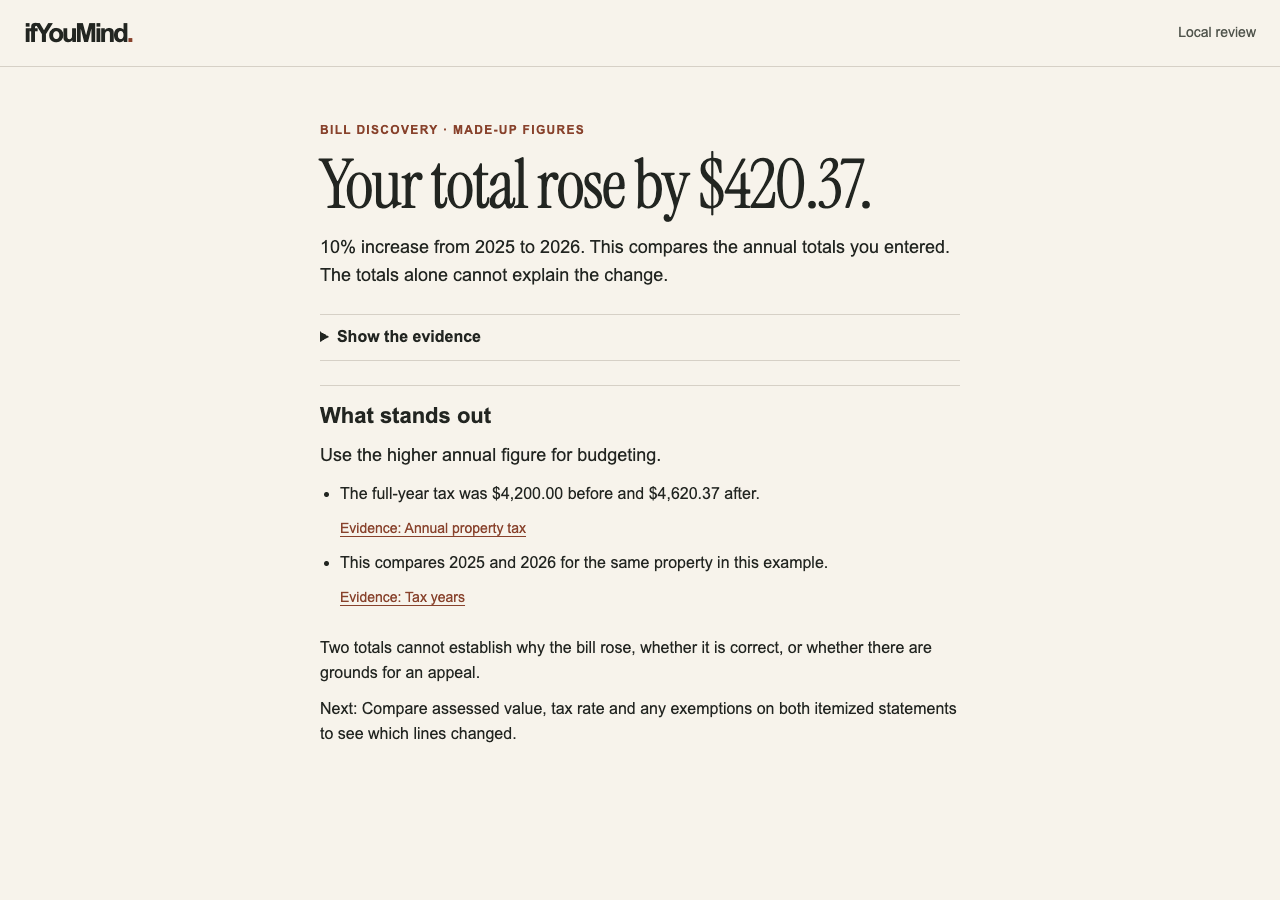 ifYouMind.
Local review
BILL DISCOVERY · MADE-UP FIGURES
Your total rose by $420.37.
10% increase from 2025 to 2026. This compares the annual totals you entered.
The totals alone cannot explain the change.
Show the evidence
What stands out
Use the higher annual figure for budgeting.
• The full-year tax was $4,200.00 before and $4,620.37 after.
Evidence: Annual property tax
• This compares 2025 and 2026 for the same property in this example.
Evidence: Tax years
Two totals cannot establish why the bill rose, whether it is correct, or whether there are
grounds for an appeal.
Next: Compare assessed value, tax rate and any exemptions on both itemized statements
to see which lines changed.